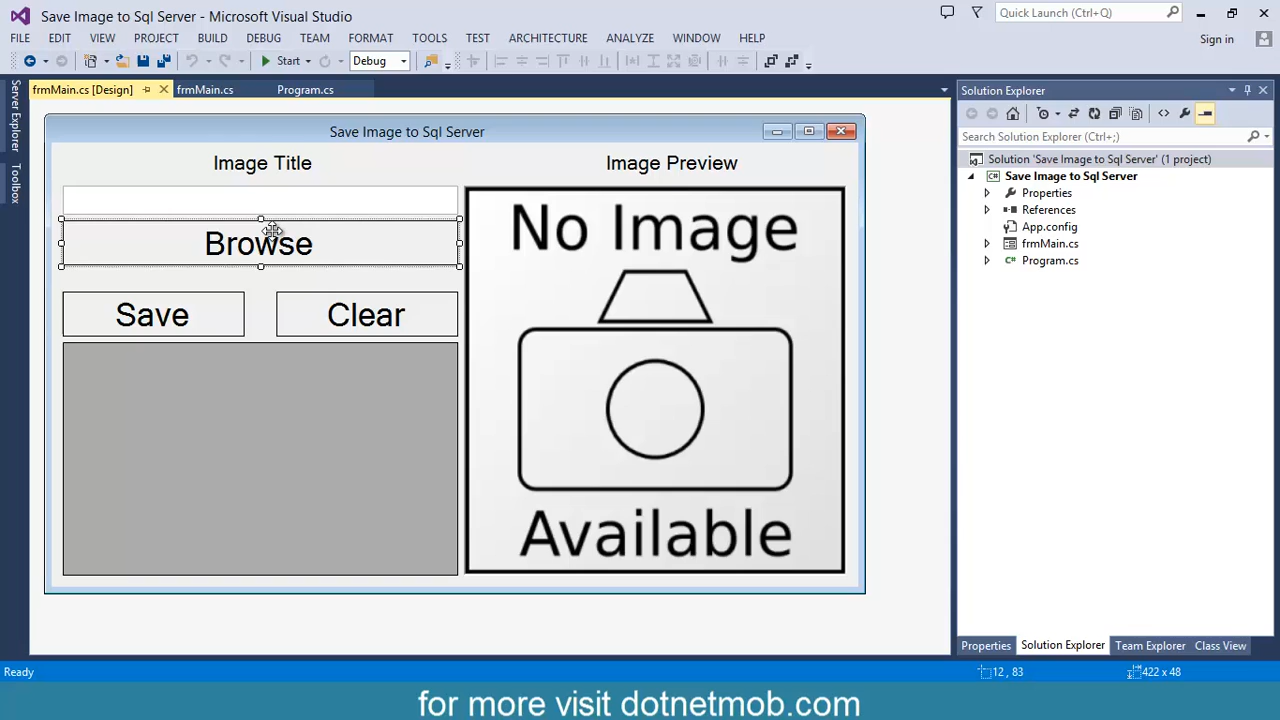 Save Image to Sql Server - Microsoft Visual Studio
Quick Launch (Ctrl+Q)
FILE EDIT VIEW PROJECT BUILD DEBUG TEAM FORMAT TOOLS TEST ARCHITECTURE ANALYZE WINDOW HELP
Sign in
Start Debug
frmMain.cs [Design] frmMain.cs Program.cs
Solution Explorer
Server Explorer
Toolbox
Search Solution Explorer (Ctrl+;)
Solution 'Save Image to Sql Server' (1 project)
C# Save Image to Sql Server
Properties
References
App.config
frmMain.cs
C# Program.cs
Save Image to Sql Server
Image Title
Image Preview
Browse
Save Clear
No Image
Available
Properties Solution Explorer Team Explorer Class View
Ready
12 , 83
422 x 48
for more visit dotnetmob.com